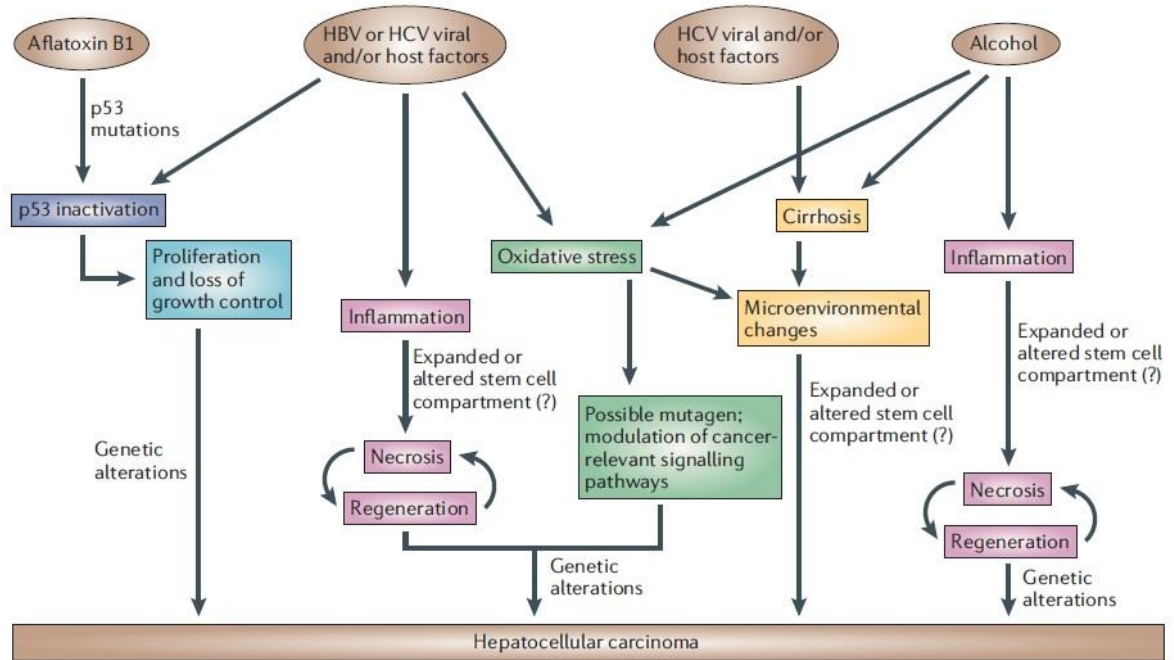 Aflatoxin B1
HBV or HCV viral
and/or host factors
HCV viral and/or
host factors
Alcohol
p53
mutations
p53 inactivation
Cirrhosis
Proliferation
and loss of
growth control
Oxidative stress
Inflammation
Inflammation
Microenvironmental
changes
Expanded or
altered stem cell
compartment (?)
Expanded or
altered stem cell
compartment (?)
Expanded or
altered stem cell
compartment (?)
Possible mutagen;
modulation of cancer-
relevant signalling
pathways
Genetic
alterations
Necrosis
Regeneration
Necrosis
Regeneration
Genetic
alterations
Genetic
alterations
Hepatocellular carcinoma